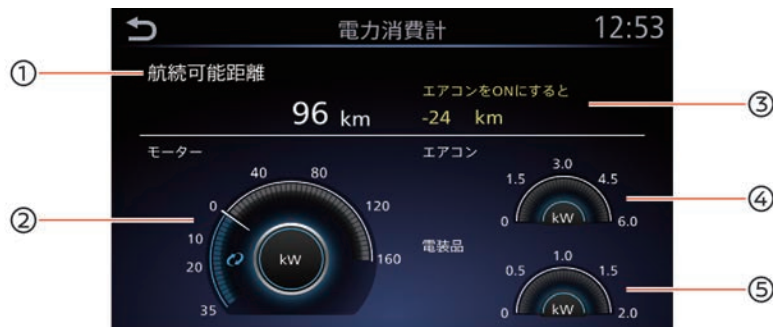 電力消費計 12:53
① 航続可能距離
96 km
エアコンをONにすると ③
-24 km
モーター
② 35 20 10 0 40 80 120 160
kW
エアコン
0 1.5 3.0 4.5 6.0 ④
kW
電装品
0 0.5 1.0 1.5 2.0 ⑤
kW